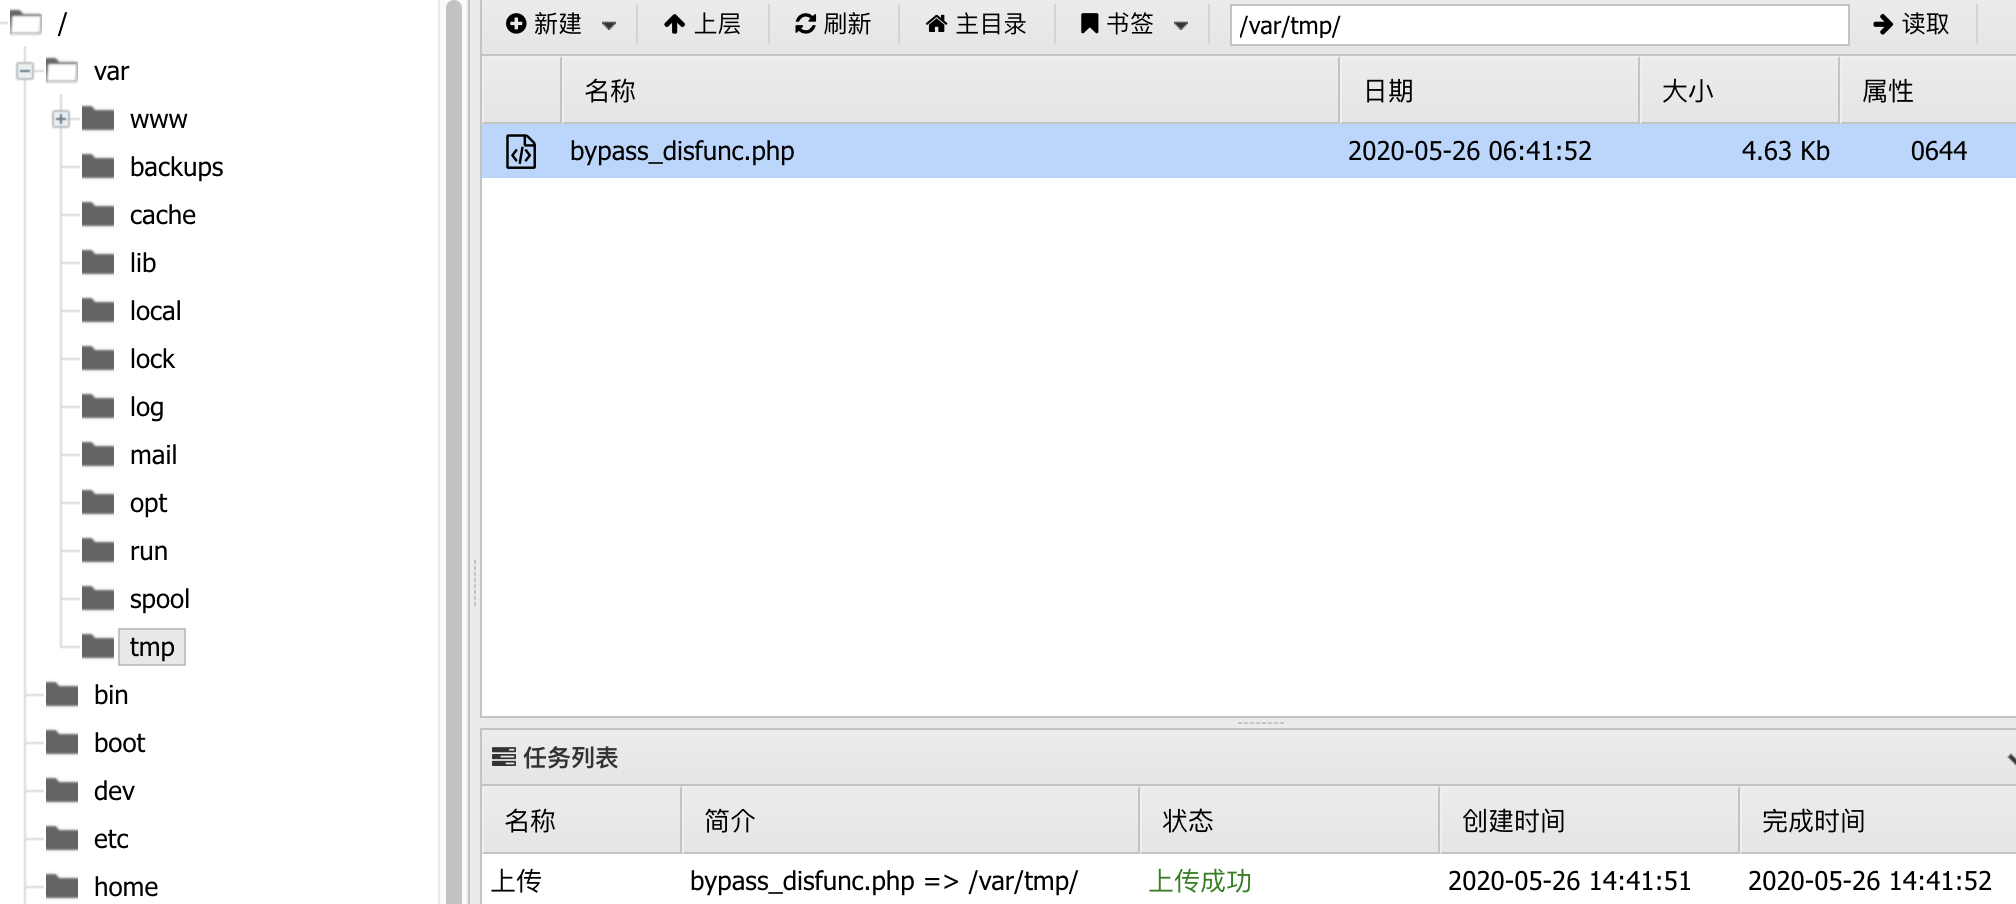 /
var
www
backups
cache
lib
local
lock
log
mail
opt
run
spool
tmp
bin
boot
dev
etc
home
新建 上层 刷新 主目录 书签 /var/tmp/ 读取
名称 日期 大小 属性
bypass_disfunc.php 2020-05-26 06:41:52 4.63 Kb 0644
任务列表
名称 简介 状态 创建时间 完成时间
上传 bypass_disfunc.php => /var/tmp/ 上传成功 2020-05-26 14:41:51 2020-05-26 14:41:52